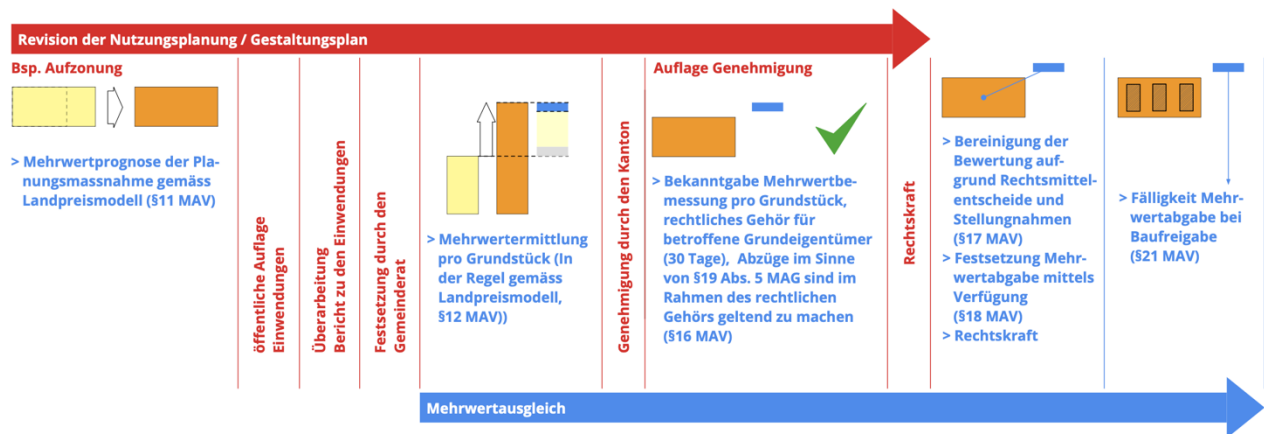 Revision der Nutzungsplanung / Gestaltungsplan
Bsp. Aufzonung
> Mehrwertprognose der Pla-
nungsmassnahme gemäss
Landpreismodell (§11 MAV)
öffentliche Auflage
Einwendungen
Überarbeitung
Bericht zu den Einwendungen
Festsetzung durch den
Gemeinderat
> Mehrwertermittlung
pro Grundstück (In
der Regel gemäss
Landpreismodell,
§12 MAV))
Genehmigung durch den Kanton
Auflage Genehmigung
> Bekanntgabe Mehrwertbe-
messung pro Grundstück,
rechtliches Gehör für
betroffene Grundeigentümer
(30 Tage), Abzüge im Sinne
von §19 Abs. 5 MAG sind im
Rahmen des rechtlichen
Gehörs geltend zu machen
(§16 MAV)
Rechtskraft
> Bereinigung der
Bewertung auf-
grund Rechtsmittel-
entscheide und
Stellungnahmen
(§17 MAV)
> Festsetzung Mehr-
wertabgabe mittels
Verfügung
(§18 MAV)
> Rechtskraft
> Fälligkeit Mehr-
wertabgabe bei
Baufreigabe
(§21 MAV)
Mehrwertausgleich